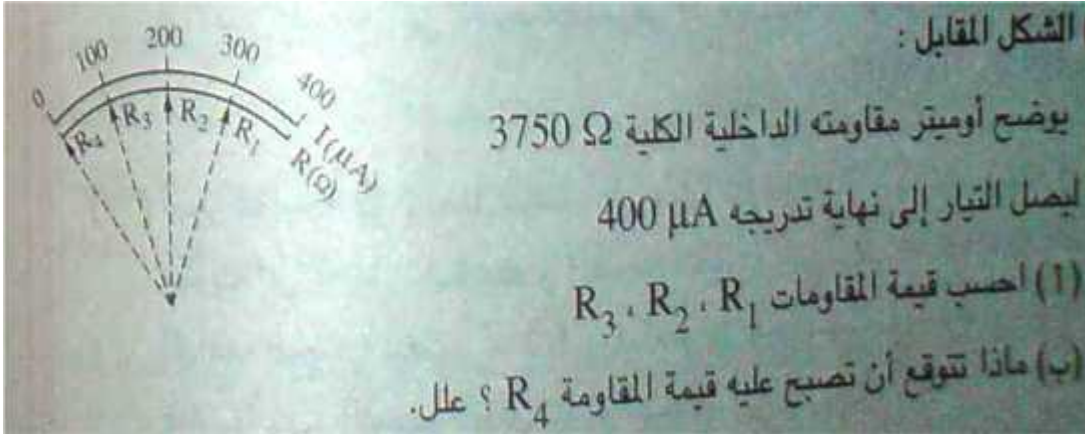 الشكل المقابل :
يوضح أوميتر مقاومته الداخلية الكلية 3750 Ω
ليصل التيار إلى نهاية تدريجه 400 μA
(١) احسب قيمة المقاومات R₁ ، R₂ ، R₃
(ب) ماذا تتوقع أن تصبح عليه قيمة المقاومة R₄ ؟ علل.
0 100 200 300 400
I(μA)
R₄ R₃ R₂ R₁
R(Ω)